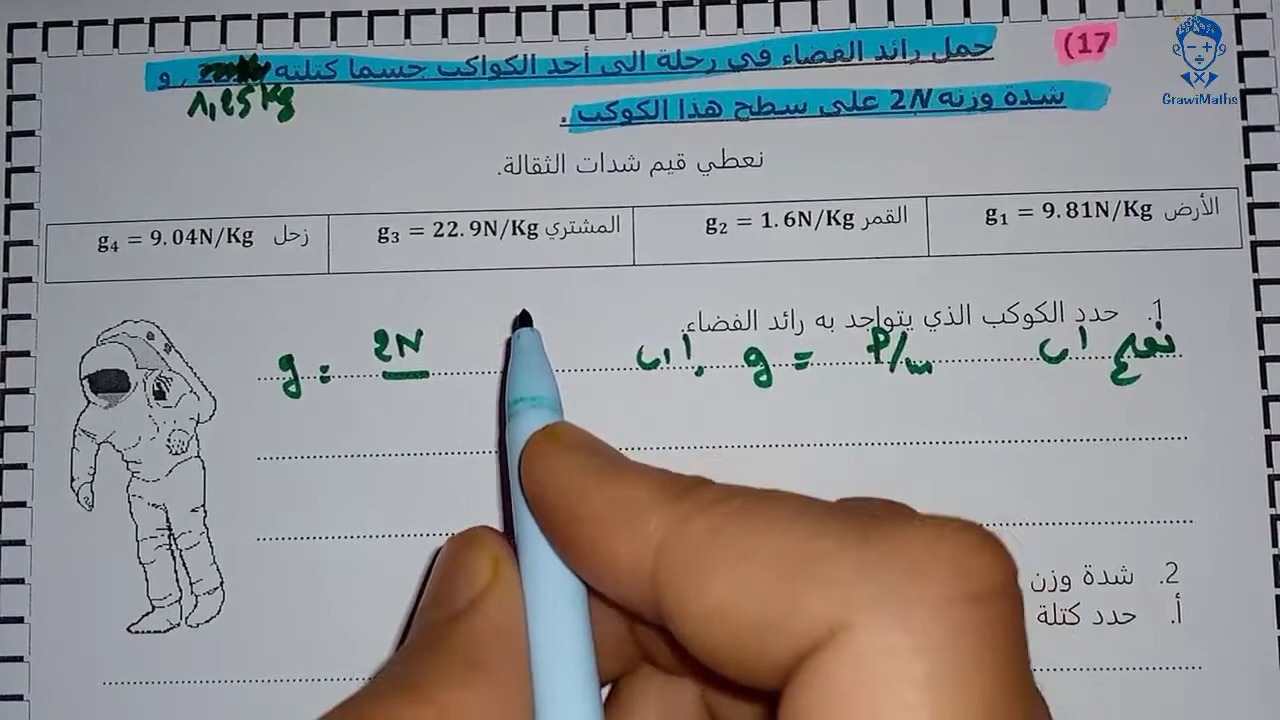 17) حمل رائد الفضاء في رحلة الى أحد الكواكب جسما كتلته , و
1,25 Kg
شدة وزنه 2N على سطح هذا الكوكب .
GrawiMaths
نعطي قيم شدات الثقالة.
الأرض g₁ = 9.81N/Kg
القمر g₂ = 1.6N/Kg
المشتري g₃ = 22.9N/Kg
زحل g₄ = 9.04N/Kg
1. حدد الكوكب الذي يتواجد به رائد الفضاء.
نعلم ان g = P/m اذن g = 2N
2. شدة وزن
أ. حدد كتلة